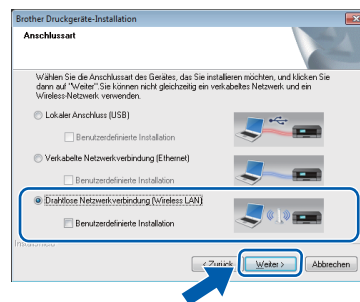 Brother Druckgeräte-Installation
Anschlussart
Wählen Sie die Anschlussart des Gerätes, das Sie installieren möchten, und klicken Sie
dann auf "Weiter". Sie können nicht gleichzeitig ein verkabeltes Netzwerk und ein
Wireless-Netzwerk verwenden.
Lokaler Anschluss (USB)
Benutzerdefinierte Installation
Verkabelte Netzwerkverbindung (Ethernet)
Benutzerdefinierte Installation
Drahtlose Netzwerkverbindung (Wireless LAN)
Benutzerdefinierte Installation
InstallShield
< Zurück
Weiter >
Abbrechen